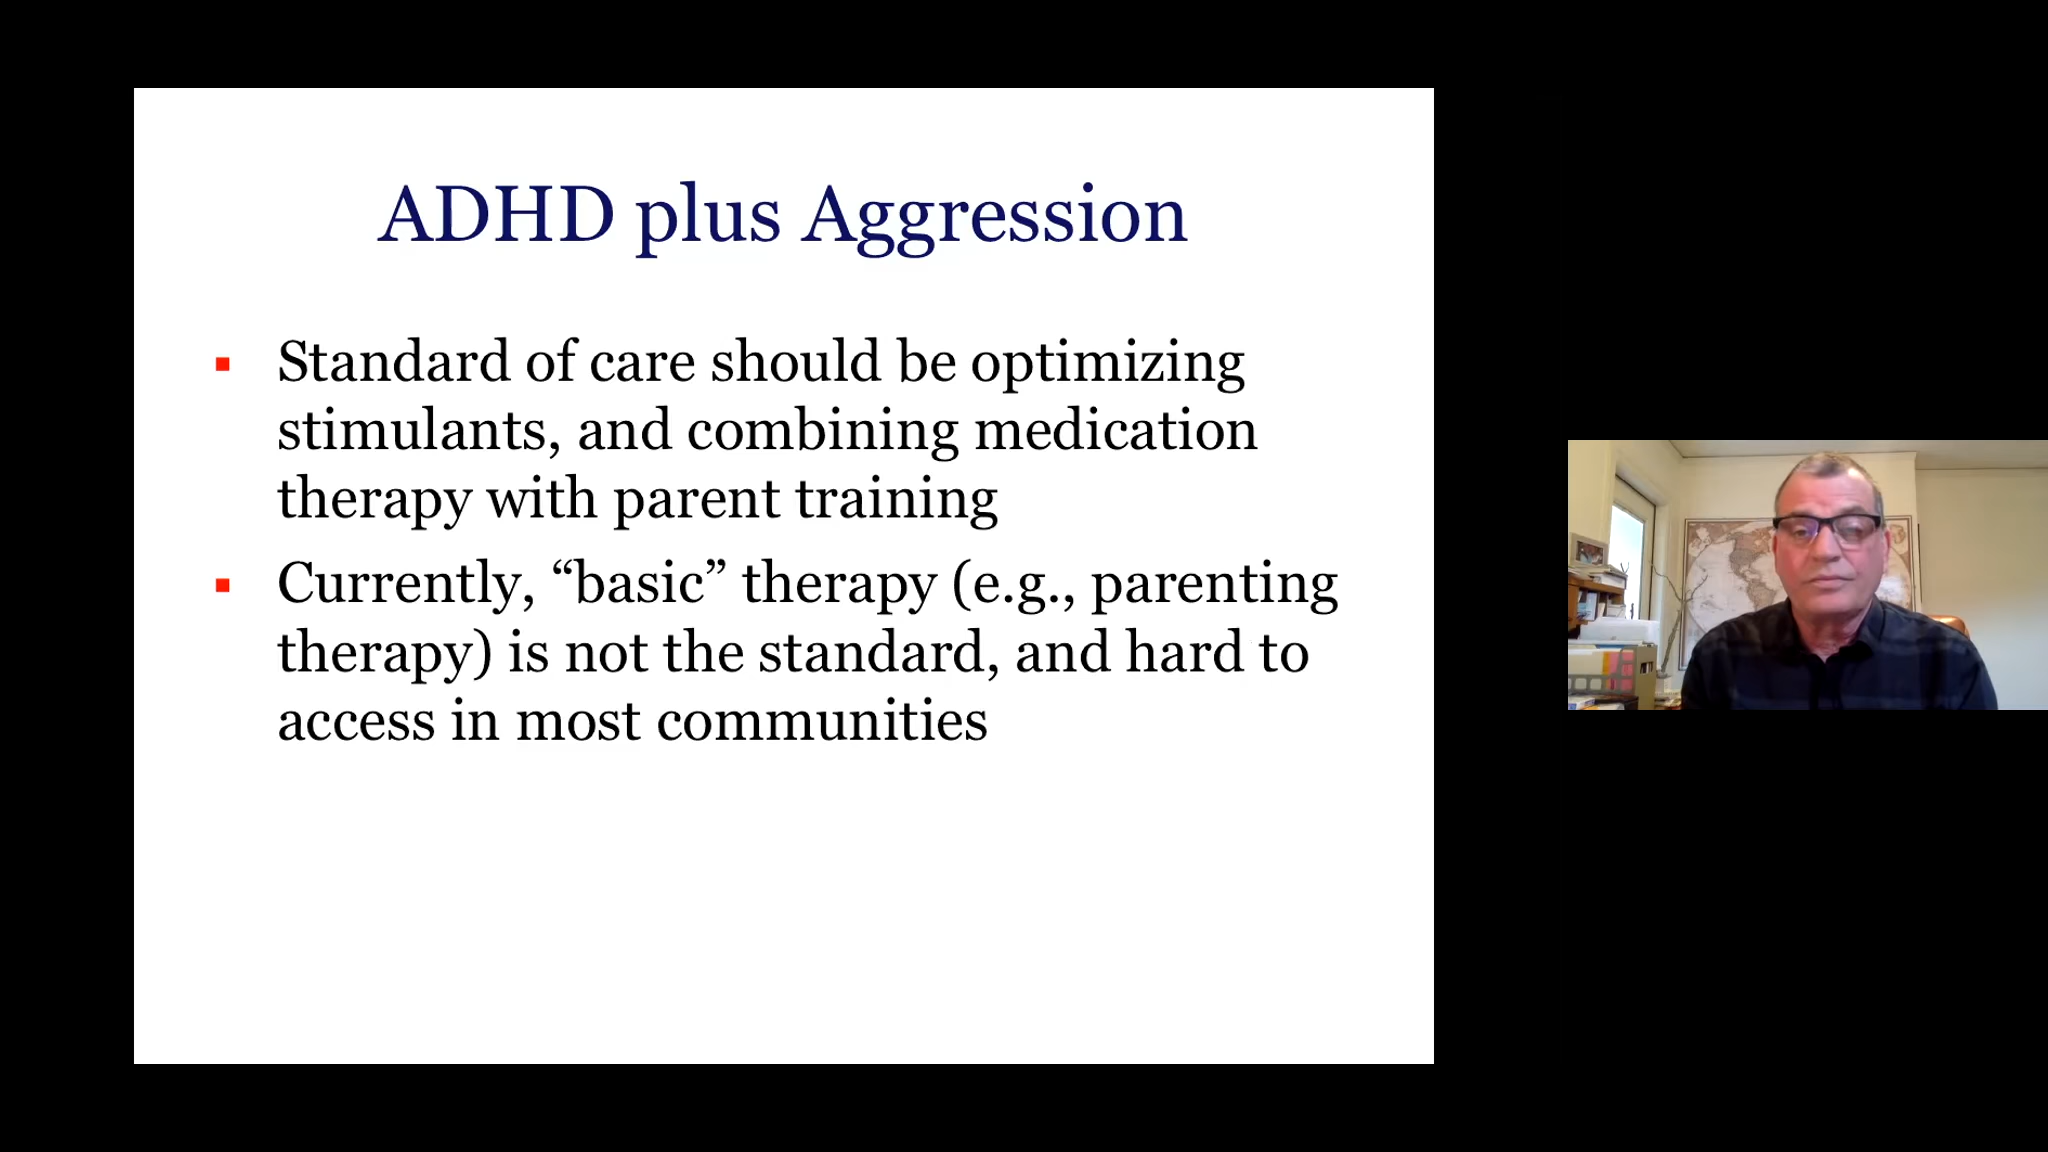 ADHD plus Aggression
Standard of care should be optimizing
stimulants, and combining medication
therapy with parent training
Currently, “basic” therapy (e.g., parenting
therapy) is not the standard, and hard to
access in most communities